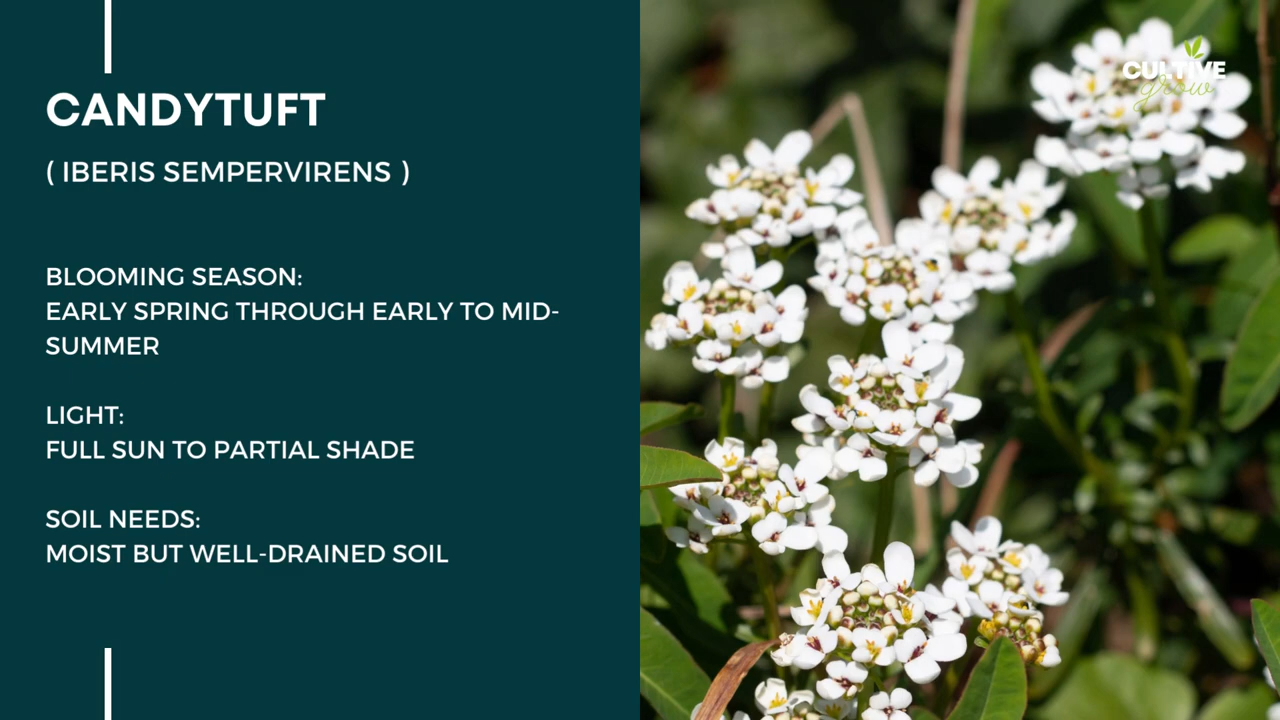 CANDYTUFT
( IBERIS SEMPERVIRENS )
BLOOMING SEASON:
EARLY SPRING THROUGH EARLY TO MID-
SUMMER
LIGHT:
FULL SUN TO PARTIAL SHADE
SOIL NEEDS:
MOIST BUT WELL-DRAINED SOIL
CULTIVE
grow